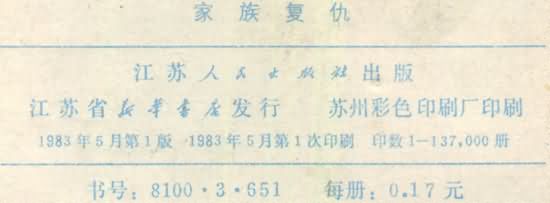 家族复仇
江苏人民出版社出版
江苏省新华书店发行 苏州彩色印刷厂印刷
1983年5月第1版 1983年5月第1次印刷 印数1—137,000册
书号：8100·3·651 每册：0.17元